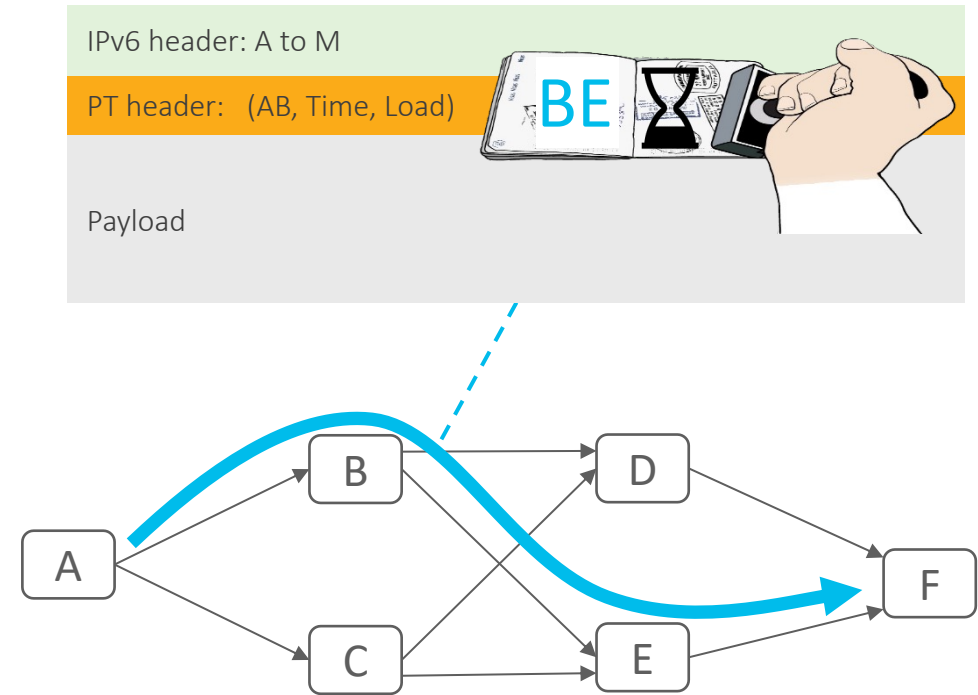 IPv6 header: A to M
PT header: (AB, Time, Load)
BE
Payload
B
D
A
F
C
E